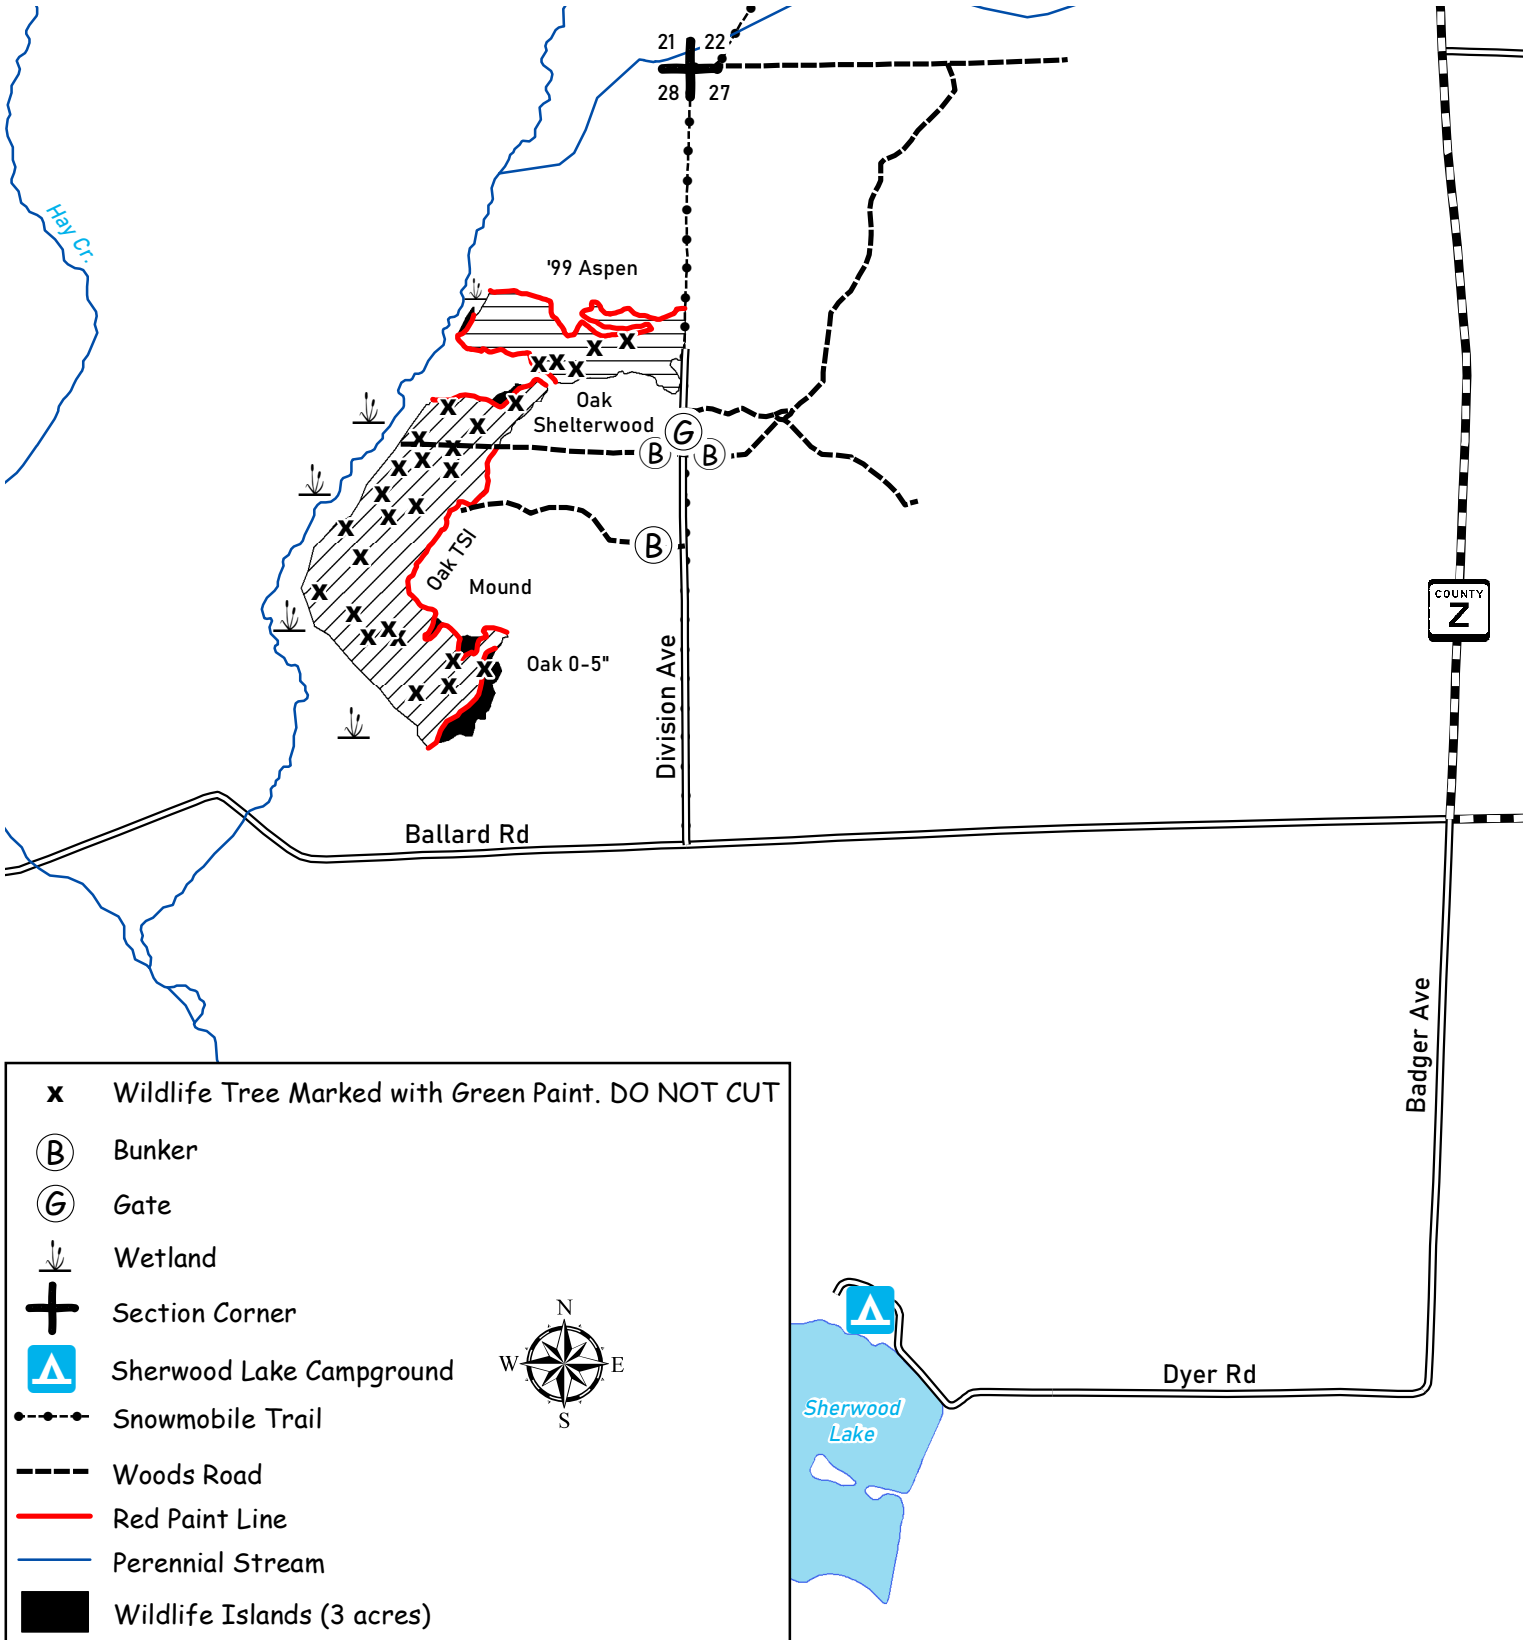 21 22
28 27
Hay Cr.
'99 Aspen
Oak
Shelterwood
G
B
B
B
Oak TSI
Mound
Oak 0-5"
Division Ave
COUNTY
Z
Ballard Rd
Badger Ave
x Wildlife Tree Marked with Green Paint. DO NOT CUT
B Bunker
G Gate
Wetland
Section Corner
Sherwood Lake Campground
Snowmobile Trail
Woods Road
Red Paint Line
Perennial Stream
Wildlife Islands (3 acres)
N
W E
S
Dyer Rd
Sherwood
Lake